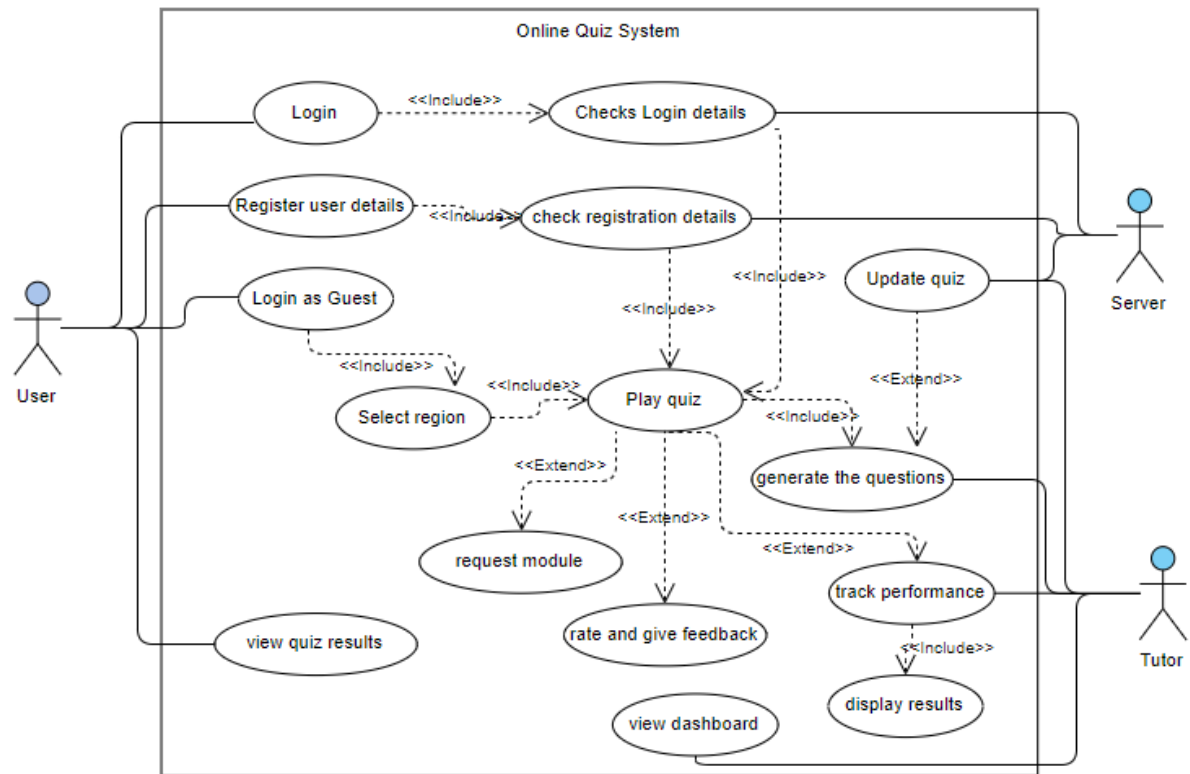 Online Quiz System
Login
<<Include>>
Checks Login details
Register user details
<<Include>>
check registration details
<<Include>>
Update quiz
Server
Login as Guest
<<Include>>
User
<<Include>>
<<Include>>
Select region
Play quiz
<<Extend>>
<<Include>>
<<Extend>>
generate the questions
<<Extend>>
<<Extend>>
request module
track performance
rate and give feedback
view quiz results
<<Include>>
Tutor
display results
view dashboard